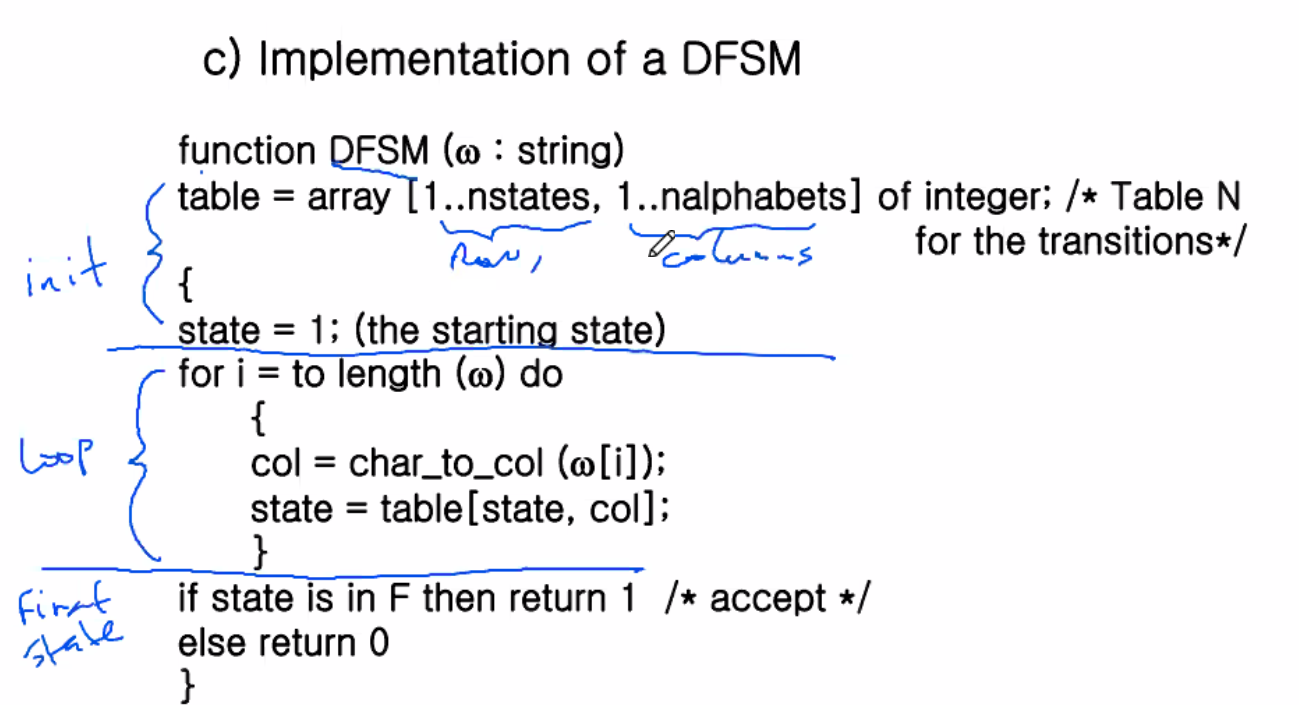 c) Implementation of a DFSM
function DFSM (ω : string)
table = array [1..nstates, 1..nalphabets] of integer; /* Table N
for the transitions*/
Row, columns
init
{
state = 1; (the starting state)
for i = to length (ω) do
{
loop
col = char_to_col (ω[i]);
state = table[state, col];
}
if state is in F then return 1 /* accept */
state
else return 0
}